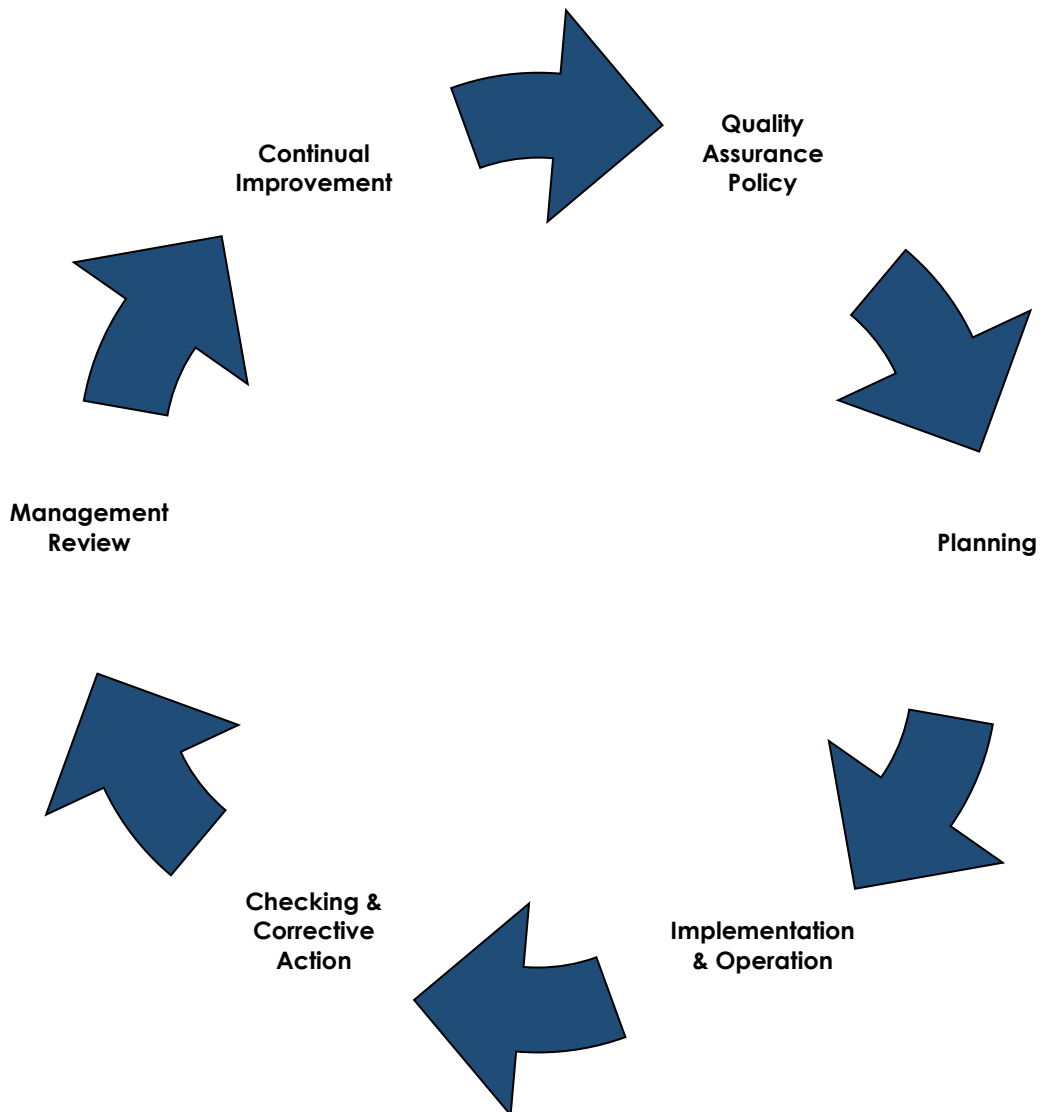 Quality
Assurance
Policy
Planning
Implementation
& Operation
Checking &
Corrective
Action
Management
Review
Continual
Improvement